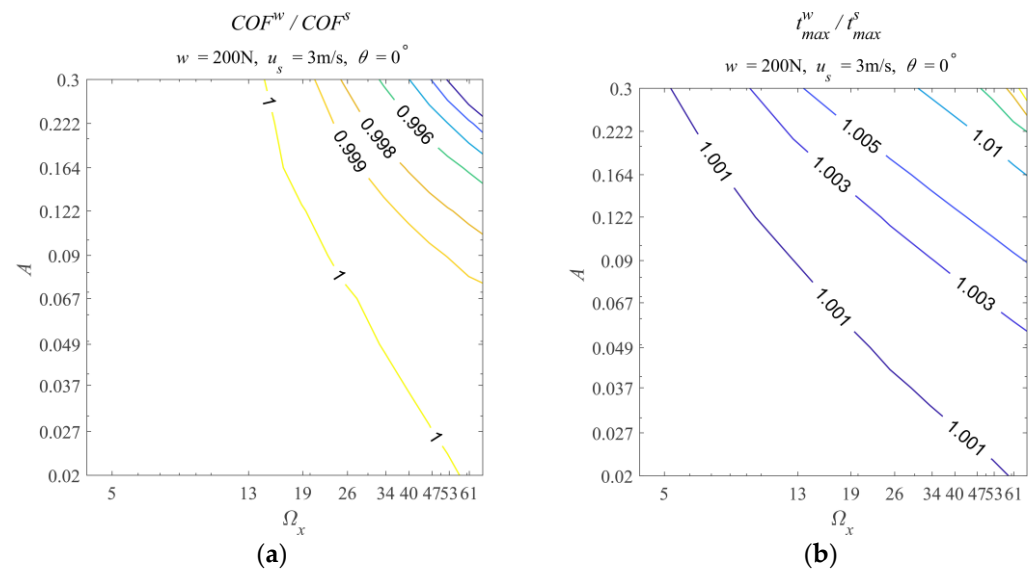 COF^w / COF^s
w = 200N, u_s = 3m/s, θ = 0°
0.3
0.222
0.164
0.122
0.09
0.067
0.049
0.037
0.027
0.02
A
1
1
1
0.999
0.998
0.996
5 13 19 26 34 40 47 53 61
Ω_x
(a)
t^w_max / t^s_max
w = 200N, u_s = 3m/s, θ = 0°
0.3
0.222
0.164
0.122
0.09
0.067
0.049
0.037
0.027
0.02
A
1.001
1.001
1.001
1.003
1.003
1.005
1.01
5 13 19 26 34 40 47 53 61
Ω_x
(b)